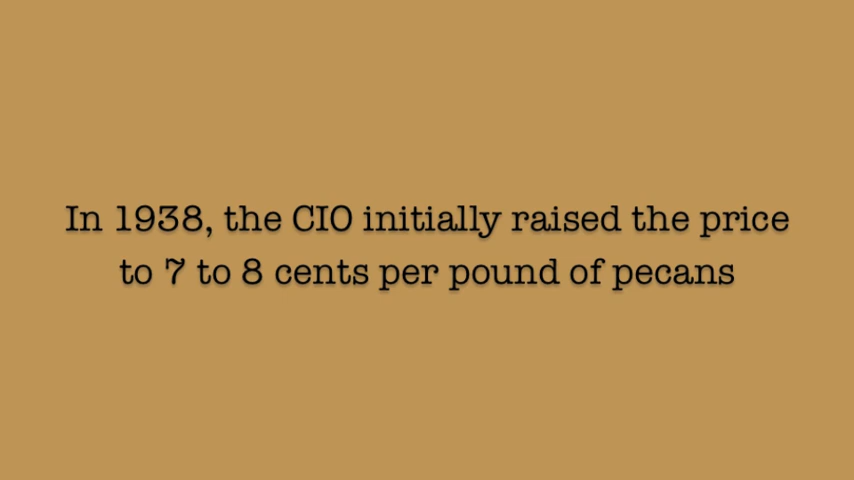 In 1938, the CIO initially raised the price
to 7 to 8 cents per pound of pecans